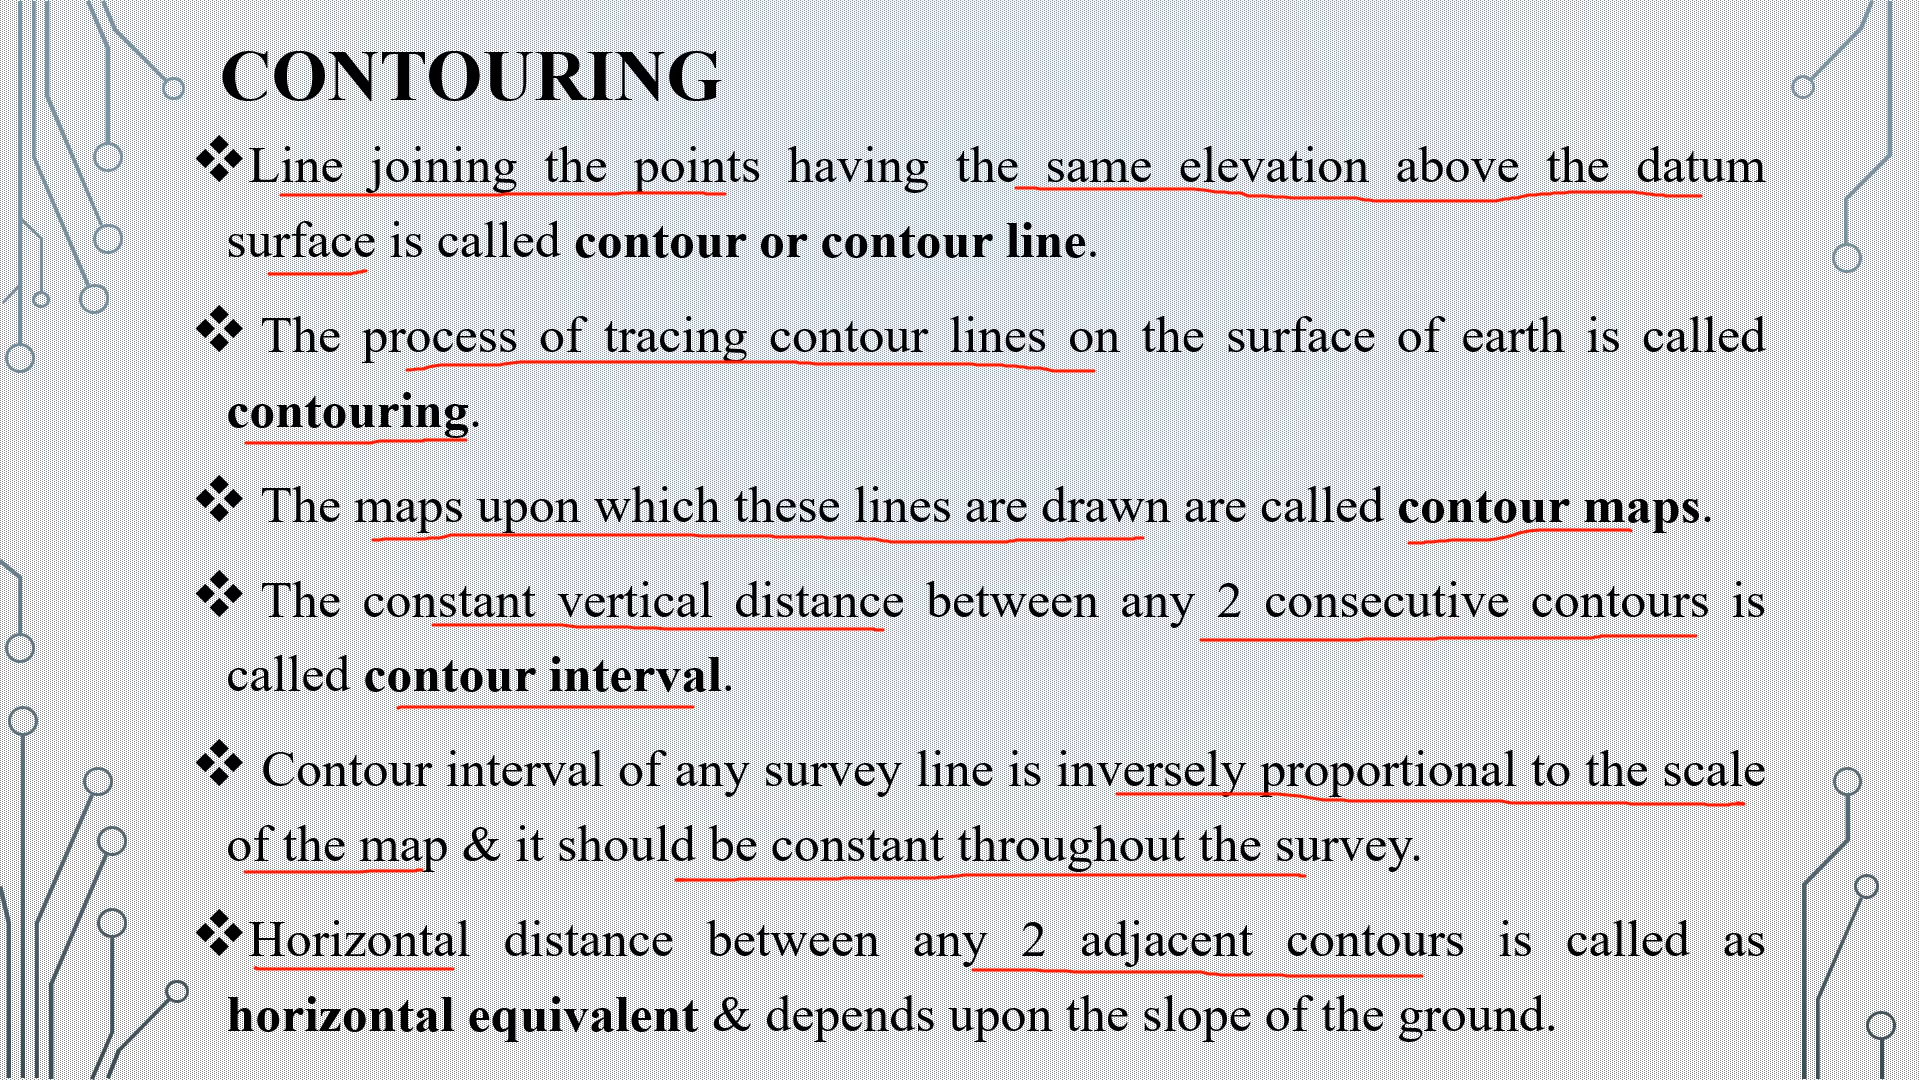 CONTOURING
❖Line joining the points having the same elevation above the datum
surface is called contour or contour line.
❖ The process of tracing contour lines on the surface of earth is called
contouring.
❖ The maps upon which these lines are drawn are called contour maps.
❖ The constant vertical distance between any 2 consecutive contours is
called contour interval.
❖ Contour interval of any survey line is inversely proportional to the scale
of the map & it should be constant throughout the survey.
❖Horizontal distance between any 2 adjacent contours is called as
horizontal equivalent & depends upon the slope of the ground.